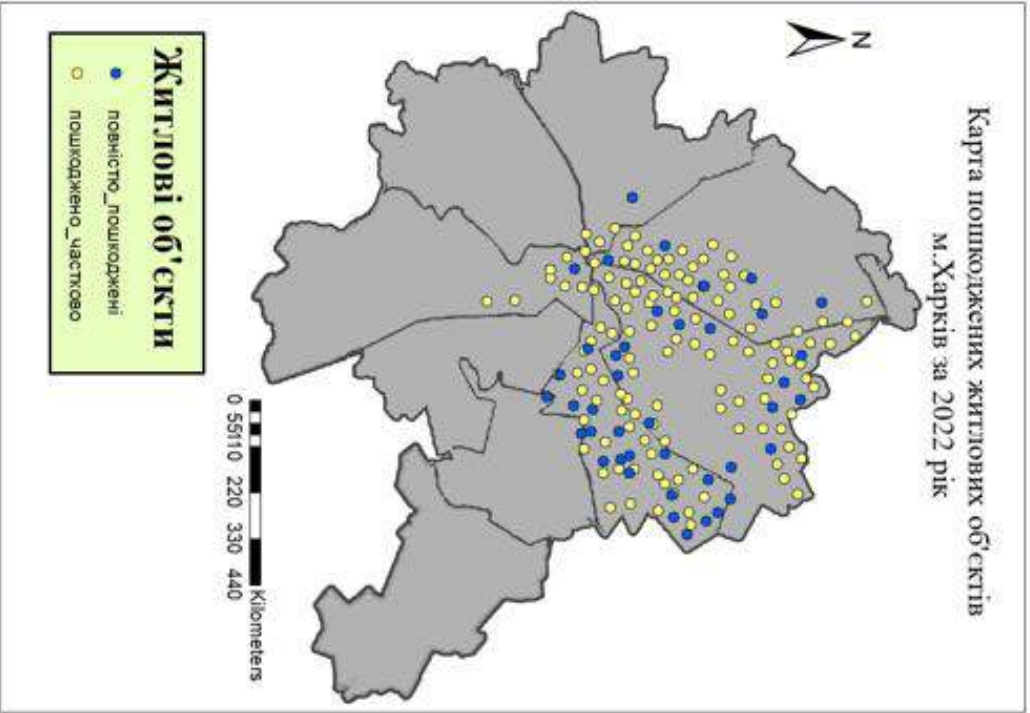 Карта пошкоджених житлових об'єктів
м.Харків за 2022 рік
N
Житлові об'єкти
повністю_пошкоджені
пошкоджено_частково
Kilometers
0 55110 220 330 440